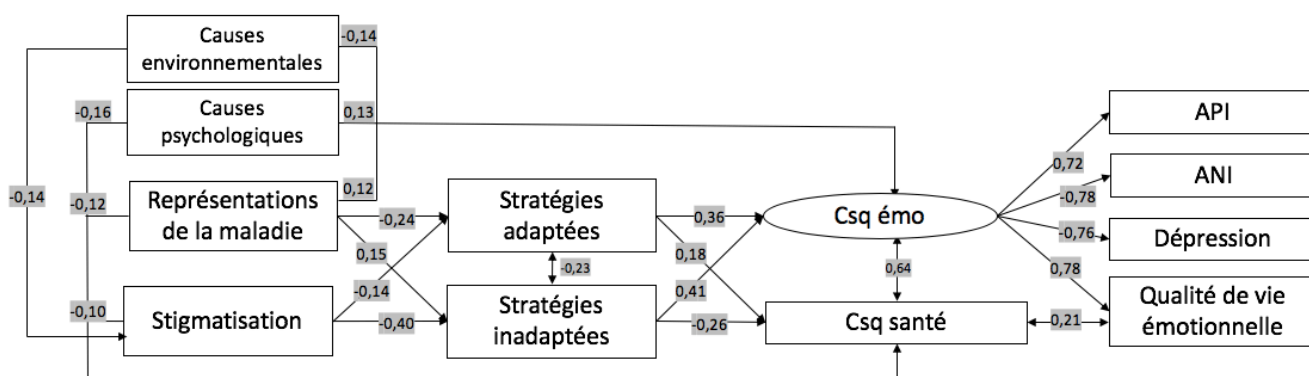 Causes
environnementales
-0,14
Causes
psychologiques
-0,16
0,13
API
0,72
ANI
-0,78
-0,14
0,12
-0,12
Représentations
de la maladie
-0,24
Stratégies
adaptées
0,36
Csq émo
-0,76
Dépression
0,15
0,18
0,78
-0,23
0,64
-0,14
0,41
-0,10
Stigmatisation
-0,40
Stratégies
inadaptées
-0,26
Csq santé
0,21
Qualité de vie
émotionnelle